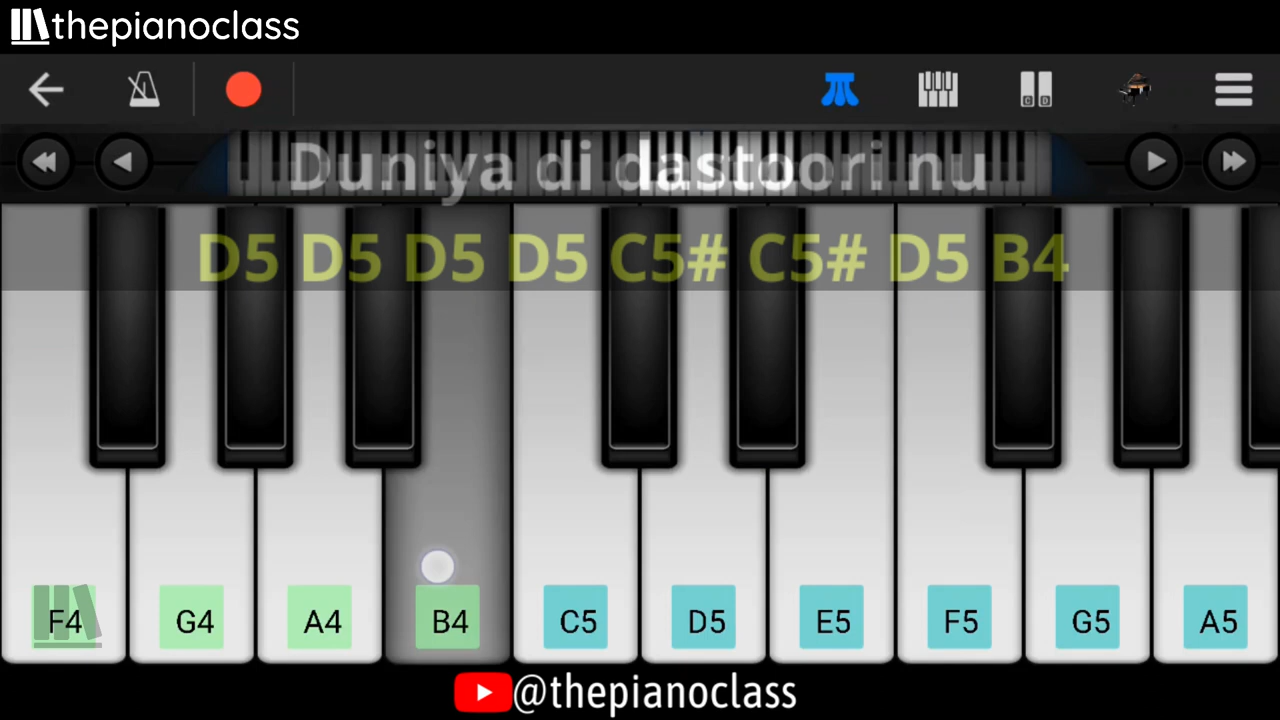 thepianoclass
Duniya di dastoori nu
D5 D5 D5 D5 C5# C5# D5 B4
C D
F4 G4 A4 B4 C5 D5 E5 F5 G5 A5
@thepianoclass